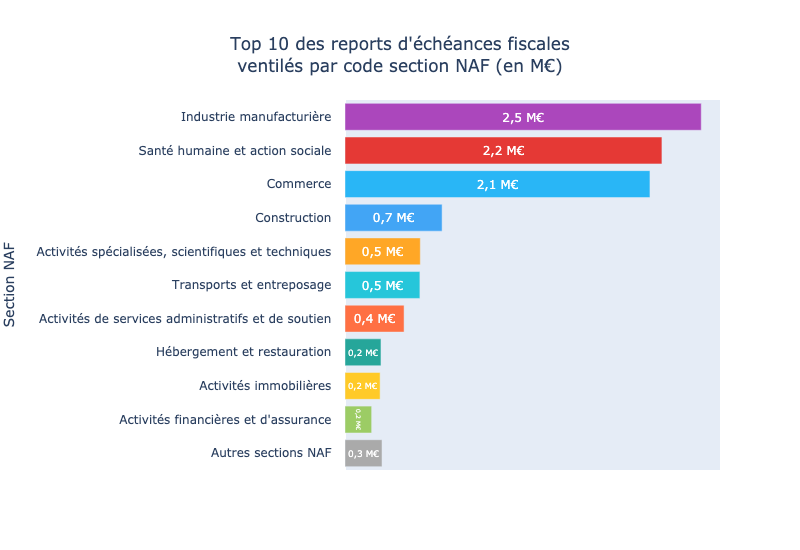 Top 10 des reports d'échéances fiscales
ventilés par code section NAF (en M€)
Section NAF
Industrie manufacturière 2,5 M€
Santé humaine et action sociale 2,2 M€
Commerce 2,1 M€
Construction 0,7 M€
Activités spécialisées, scientifiques et techniques 0,5 M€
Transports et entreposage 0,5 M€
Activités de services administratifs et de soutien 0,4 M€
Hébergement et restauration 0,2 M€
Activités immobilières 0,2 M€
Activités financières et d'assurance 0,2 M€
Autres sections NAF 0,3 M€